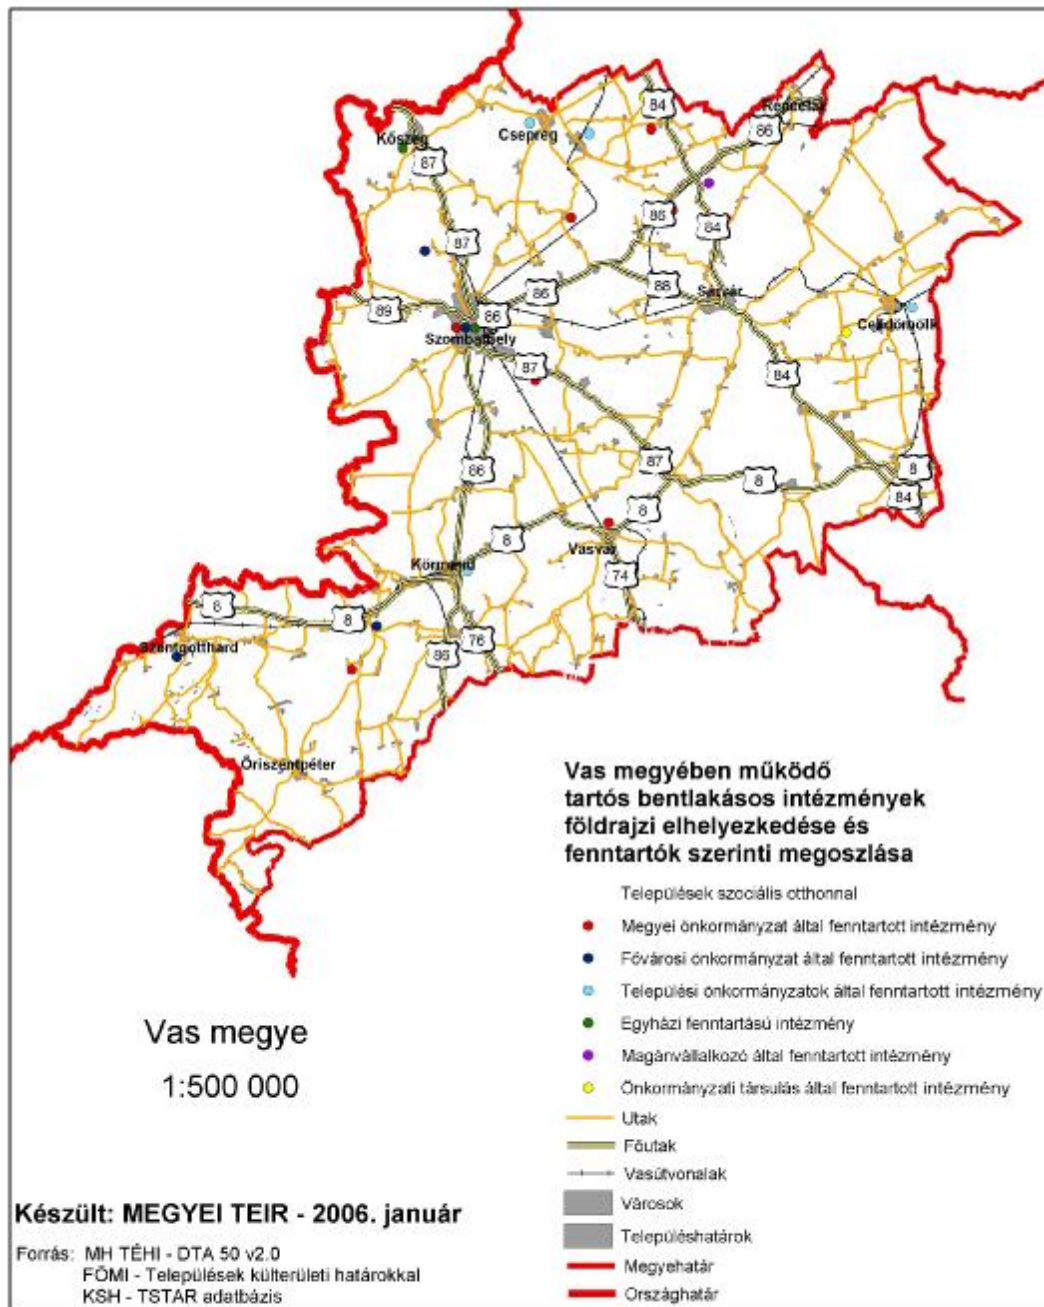 84
Répcelak
86
Csepreg
Kőszeg
87
86
84
87
88
86
89
86
Sárvár
Celldömölk
Szombathely
87
84
86
87
8
8
84
8
8
Vasvár
Körmend
74
8
8
76
86
Szentgotthárd
Őriszentpéter
Vas megyében működő
tartós bentlakásos intézmények
földrajzi elhelyezkedése és
fenntartók szerinti megoszlása
Települések szociális otthonnal
Megyei önkormányzat által fenntartott intézmény
Fővárosi önkormányzat által fenntartott intézmény
Települési önkormányzatok által fenntartott intézmény
Egyházi fenntartású intézmény
Magánvállalkozó által fenntartott intézmény
Önkormányzati társulás által fenntartott intézmény
Utak
Főutak
Vasútvonalak
Városok
Településhatárok
Megyehatár
Országhatár
Vas megye
1:500 000
Készült: MEGYEI TEIR - 2006. január
Forrás: MH TÉHI - DTA 50 v2.0
FÖMI - Települések külterületi határokkal
KSH - TSTAR adatbázis